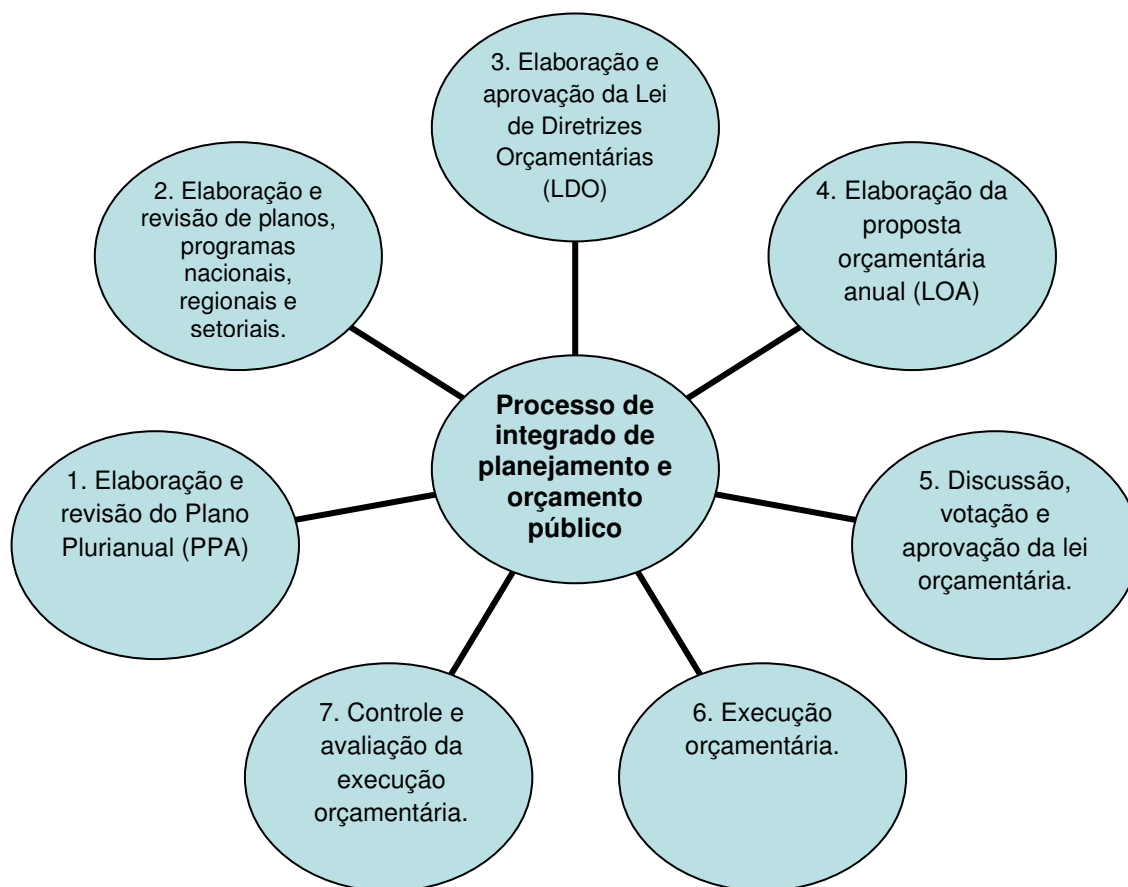 3. Elaboração e
aprovação da Lei
de Diretrizes
Orçamentárias
(LDO)
2. Elaboração e
revisão de planos,
programas
nacionais,
regionais e
setoriais.
4. Elaboração da
proposta
orçamentária
anual (LOA)
Processo de
integrado de
planejamento e
orçamento
público
1. Elaboração e
revisão do Plano
Plurianual (PPA)
5. Discussão,
votação e
aprovação da lei
orçamentária.
7. Controle e
avaliação da
execução
orçamentária.
6. Execução
orçamentária.